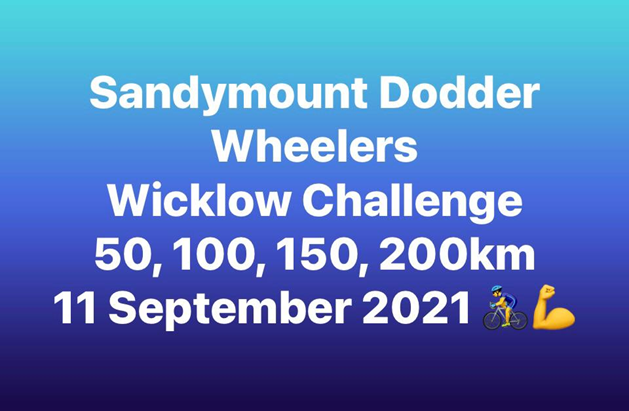 Sandymount Dodder
Wheelers
Wicklow Challenge
50, 100, 150, 200km
11 September 2021 🚴💪